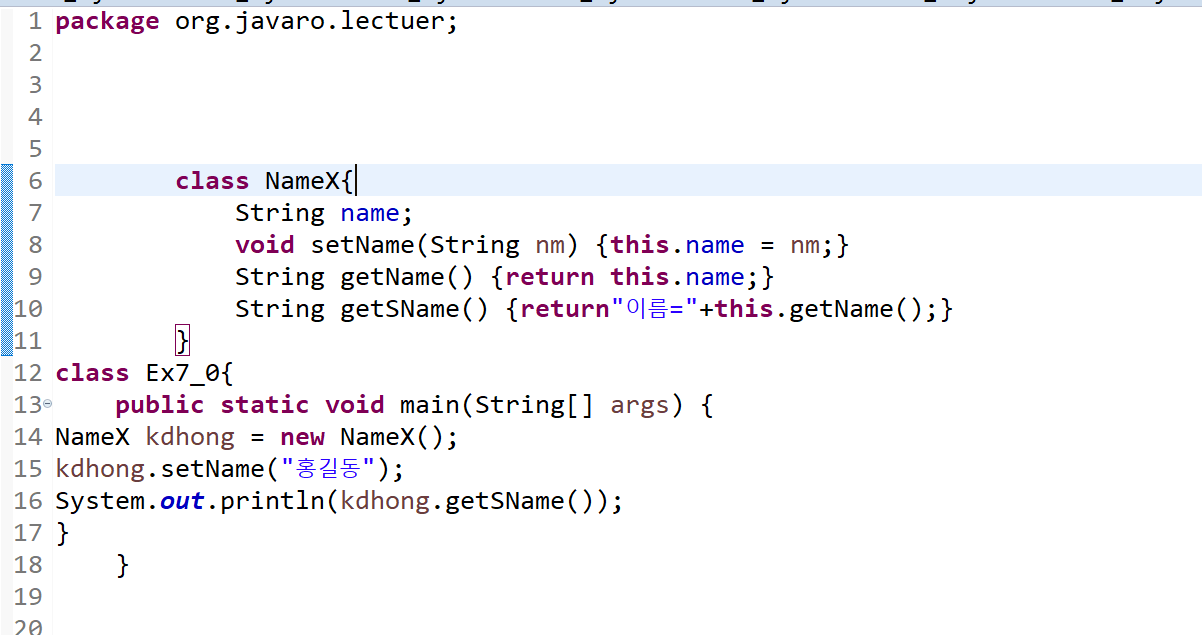 1 package org.javaro.lectuer;
2
3
4
5
6 class NameX{
7 String name;
8 void setName(String nm) {this.name = nm;}
9 String getName() {return this.name;}
10 String getSName() {return"이름="+this.getName();}
11 }
12 class Ex7_0{
13 public static void main(String[] args) {
14 NameX kdhong = new NameX();
15 kdhong.setName("홍길동");
16 System.out.println(kdhong.getSName());
17 }
18 }
19
20